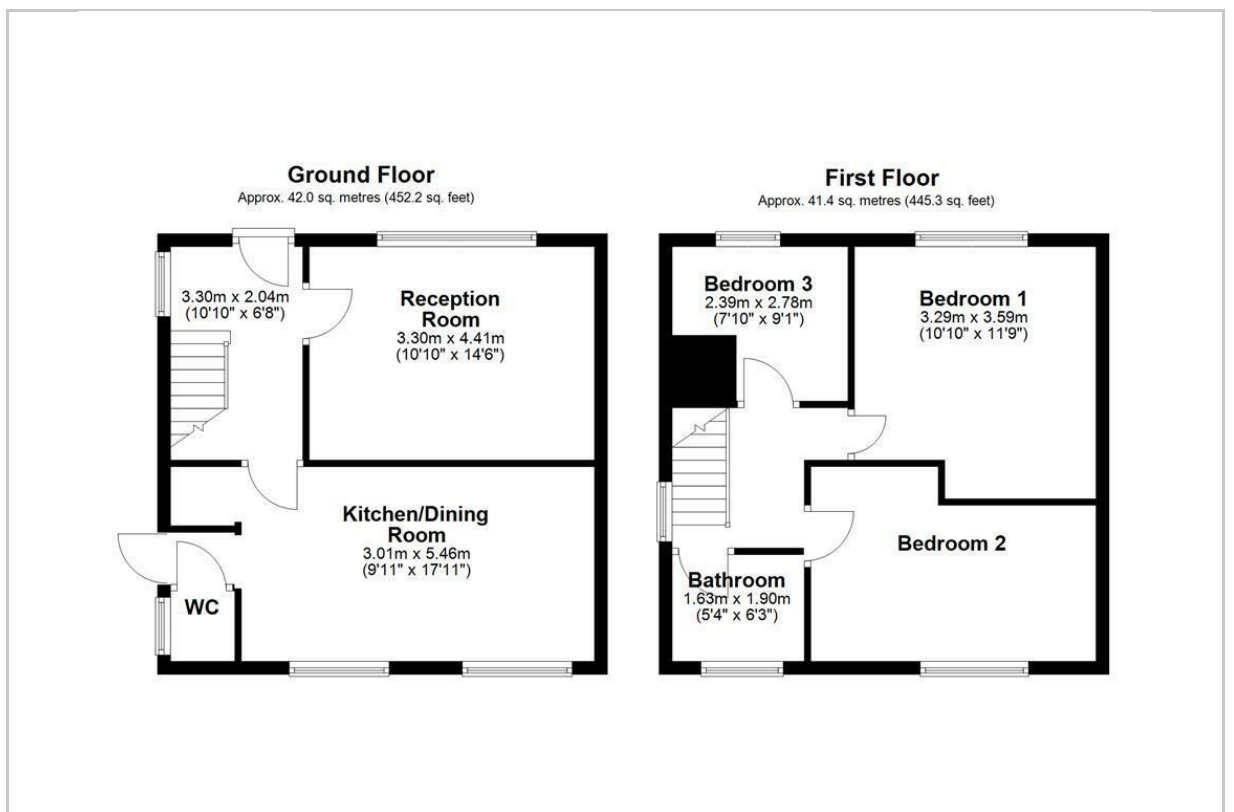 Ground Floor
Approx. 42.0 sq. metres (452.2 sq. feet)
3.30m x 2.04m
(10'10" x 6'8")
Reception
Room
3.30m x 4.41m
(10'10" x 14'6")
Kitchen/Dining
Room
3.01m x 5.46m
(9'11" x 17'11")
WC
First Floor
Approx. 41.4 sq. metres (445.3 sq. feet)
Bedroom 3
2.39m x 2.78m
(7'10" x 9'1")
Bedroom 1
3.29m x 3.59m
(10'10" x 11'9")
Bedroom 2
Bathroom
1.63m x 1.90m
(5'4" x 6'3")